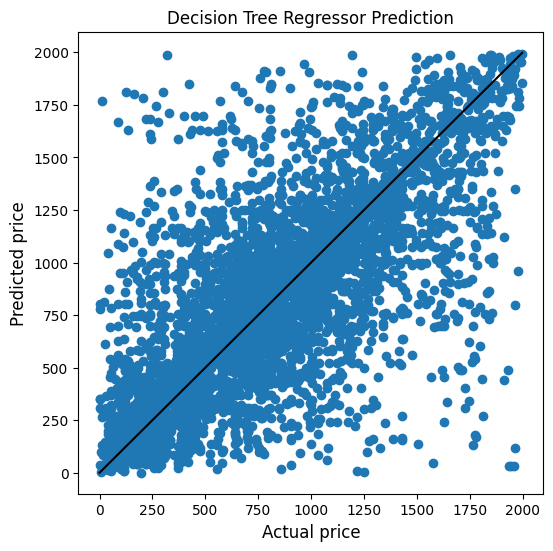 Decision Tree Regressor Prediction
2000
1750
1500
1250
1000
750
500
250
0
Predicted price
0 250 500 750 1000 1250 1500 1750 2000
Actual price